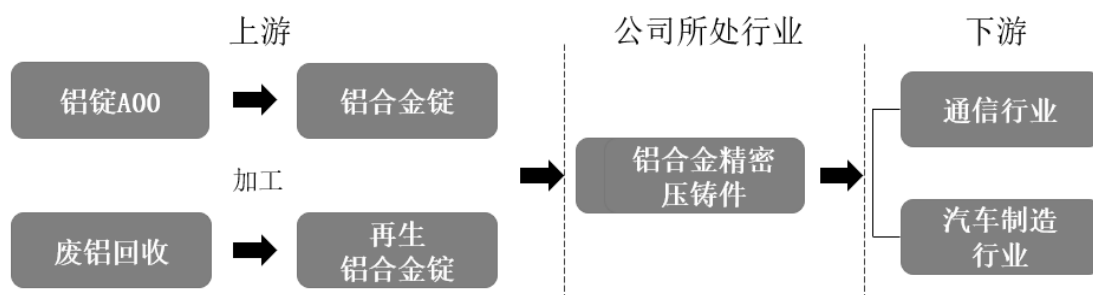 上游
公司所处行业
下游
铝锭A00
铝合金锭
通信行业
铝合金精密
压铸件
加工
废铝回收
再生
铝合金锭
汽车制造
行业